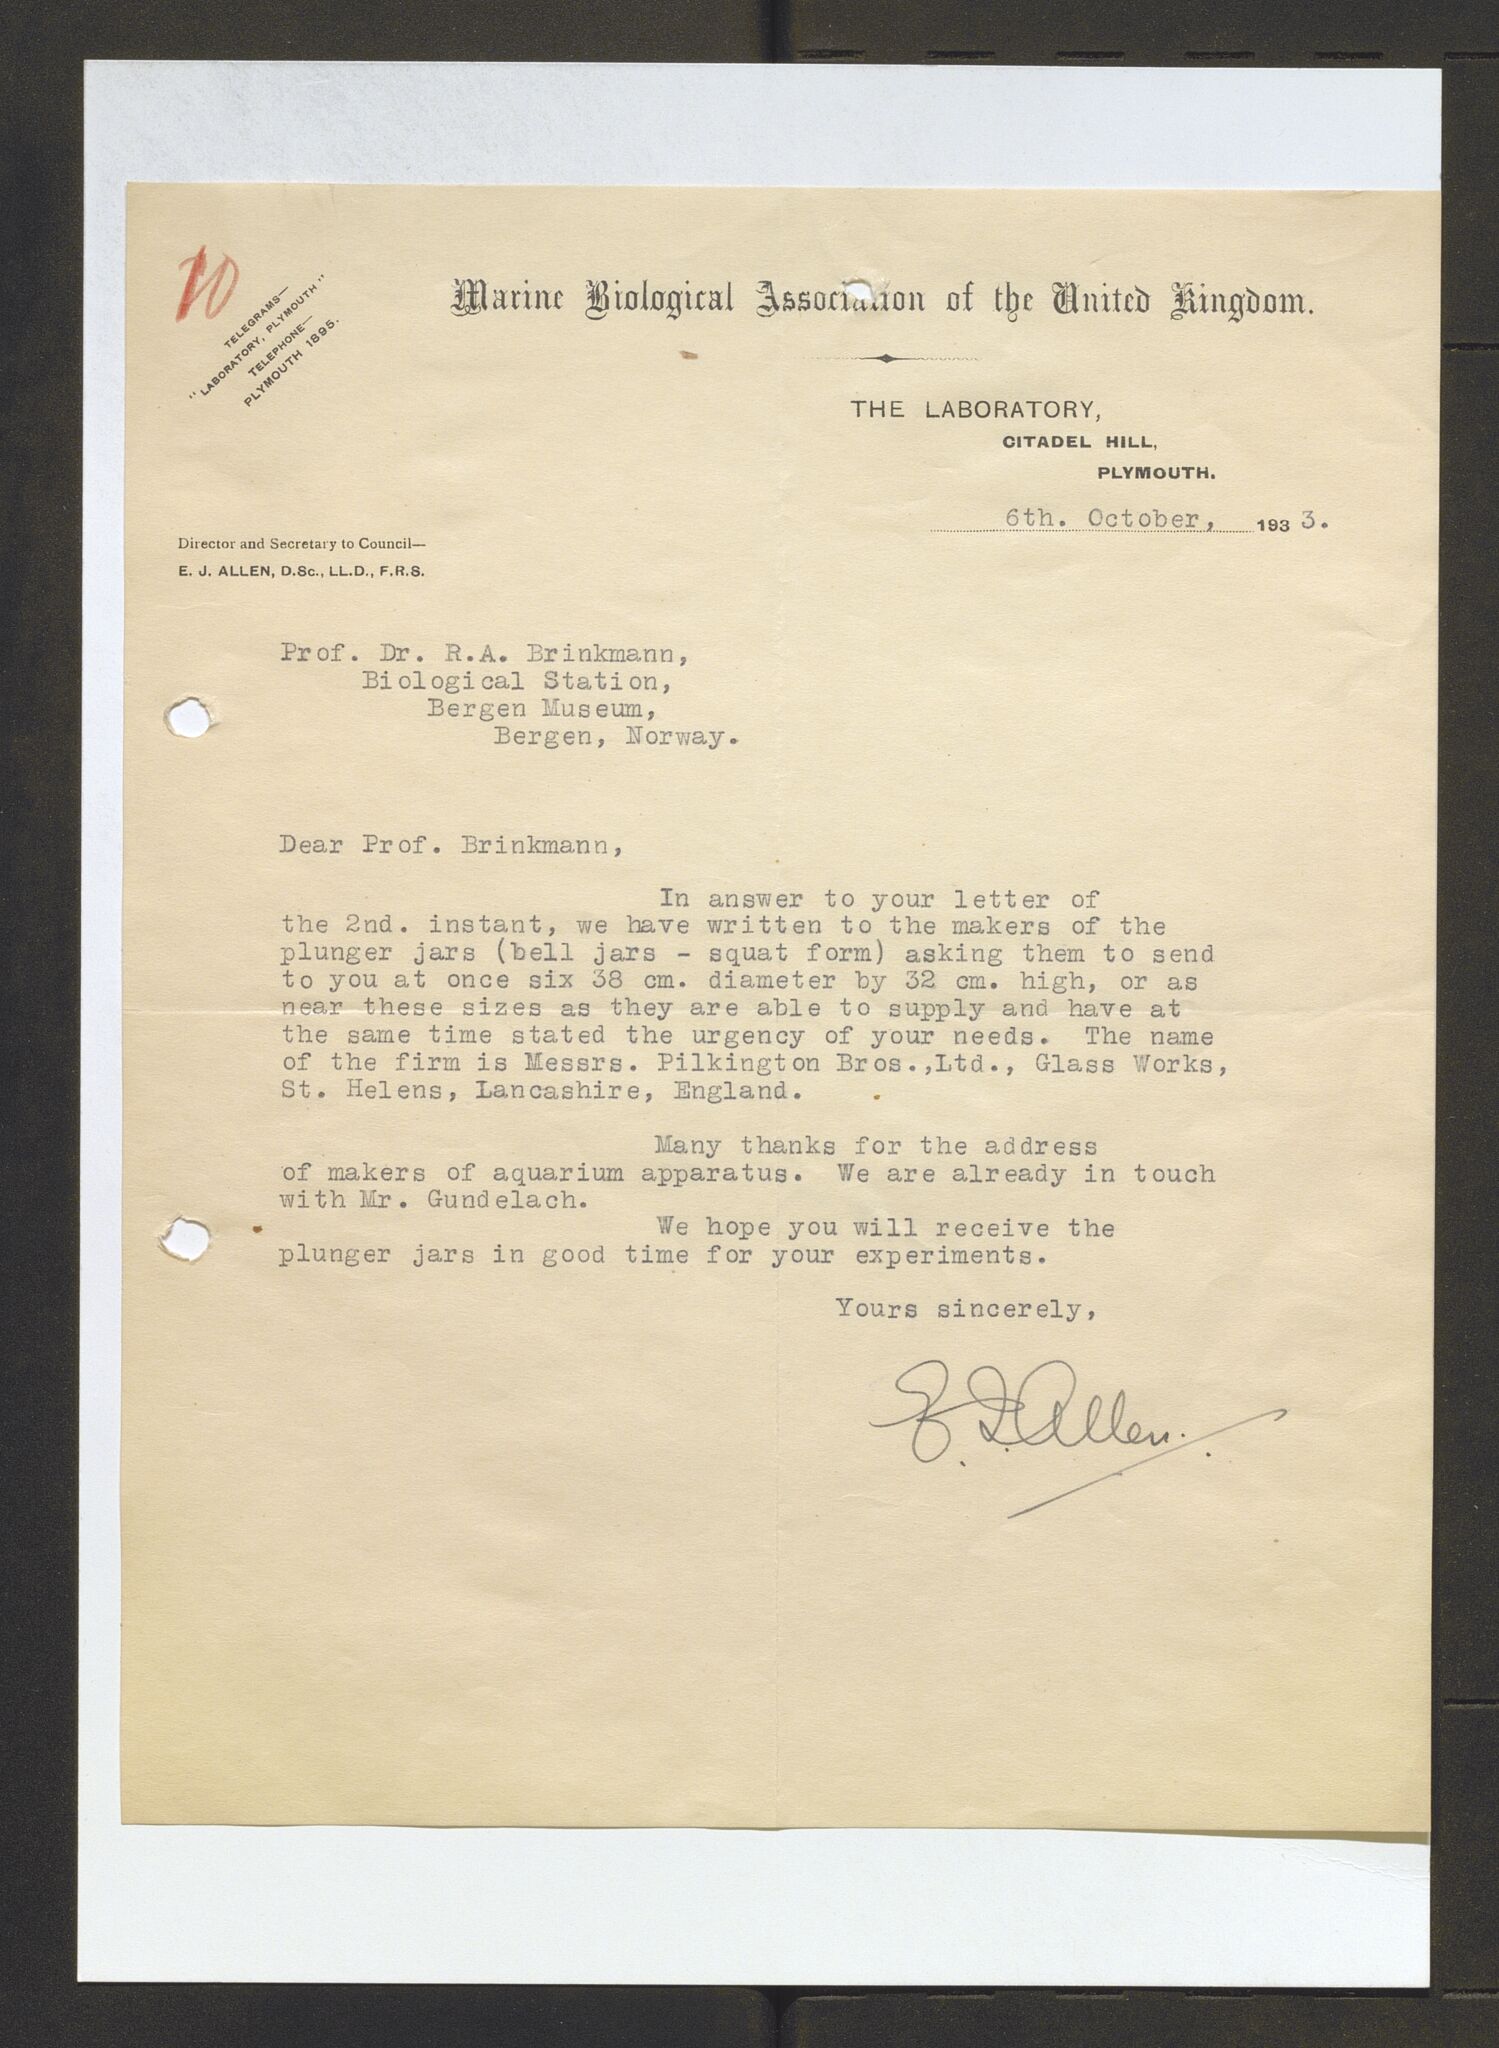 10
TELEGRAMS—
"LABORATORY, PLYMOUTH"
TELEPHONE—
PLYMOUTH 1895.
Marine Biological Association of the United Kingdom.
THE LABORATORY,
CITADEL HILL,
PLYMOUTH.
6th. October, 1933.
Director and Secretary to Council—
E. J. ALLEN, D.Sc., LL.D., F.R.S.
Prof. Dr. R.A. Brinkmann,
Biological Station,
Bergen Museum,
Bergen, Norway.
Dear Prof. Brinkmann,
In answer to your letter of
the 2nd. instant, we have written to the makers of the
plunger jars (bell jars - squat form) asking them to send
to you at once six 38 cm. diameter by 32 cm. high, or as
near these sizes as they are able to supply and have at
the same time stated the urgency of your needs. The name
of the firm is Messrs. Pilkington Bros.,Ltd., Glass Works,
St. Helens, Lancashire, England.
Many thanks for the address
of makers of aquarium apparatus. We are already in touch
with Mr. Gundelach.
We hope you will receive the
plunger jars in good time for your experiments.
Yours sincerely,
E. J. Allen.